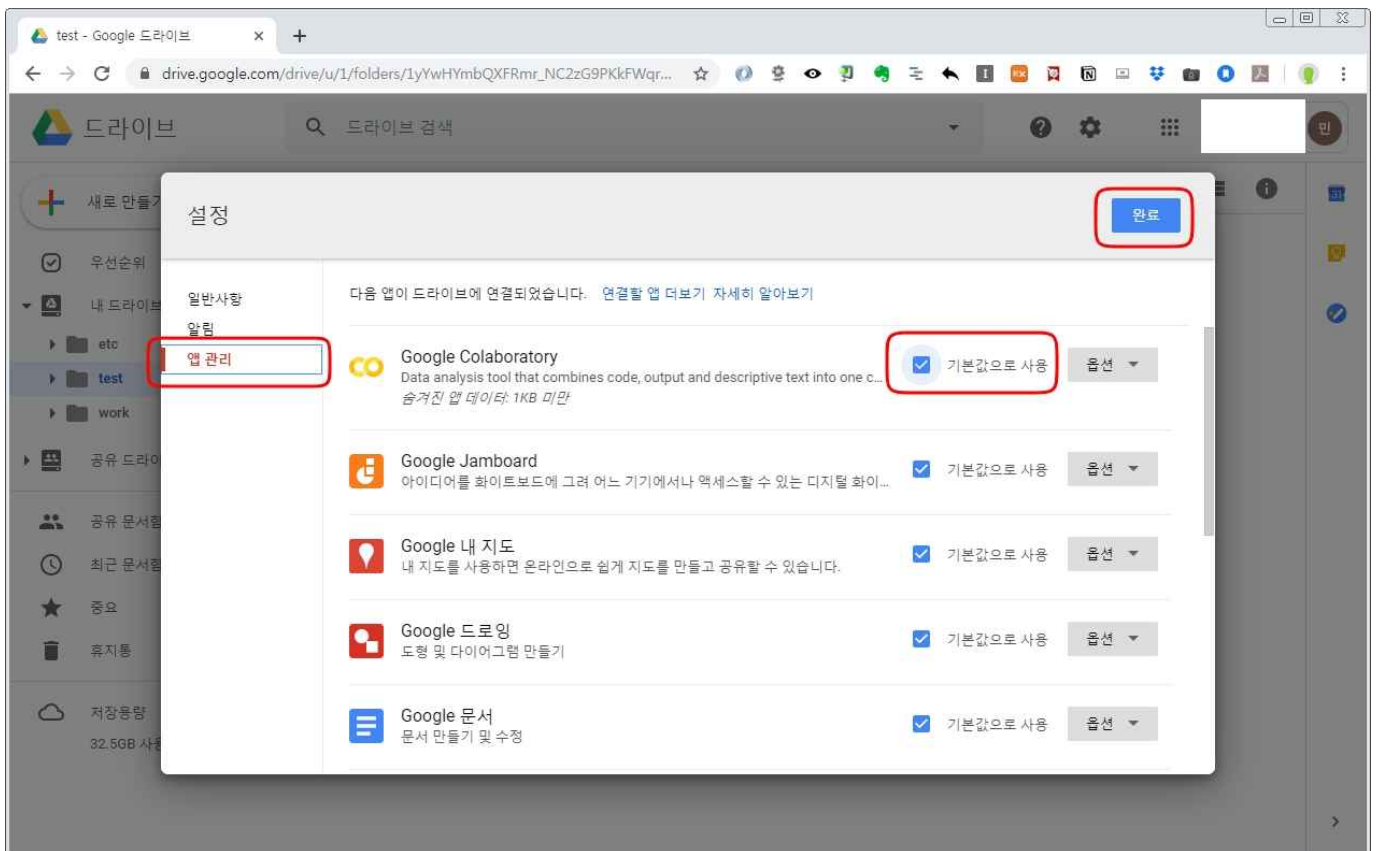 test - Google 드라이브
drive.google.com/drive/u/1/folders/1yYwHYmbQXFRmr_NC2zG9PKkFWqr...
드라이브
드라이브 검색
민
새로 만들기
설정
완료
우선순위
내 드라이브
etc
test
work
공유 드라이
공유 문서함
최근 문서함
중요
휴지통
저장용량
32.5GB 사용
일반사항
알림
앱 관리
다음 앱이 드라이브에 연결되었습니다. 연결할 앱 더보기 자세히 알아보기
Google Colaboratory
Data analysis tool that combines code, output and descriptive text into one c...
숨겨진 앱 데이터: 1KB 미만
기본값으로 사용
옵션
Google Jamboard
아이디어를 화이트보드에 그려 어느 기기에서나 액세스할 수 있는 디지털 화이...
기본값으로 사용
옵션
Google 내 지도
내 지도를 사용하면 온라인으로 쉽게 지도를 만들고 공유할 수 있습니다.
기본값으로 사용
옵션
Google 드로잉
도형 및 다이어그램 만들기
기본값으로 사용
옵션
Google 문서
문서 만들기 및 수정
기본값으로 사용
옵션